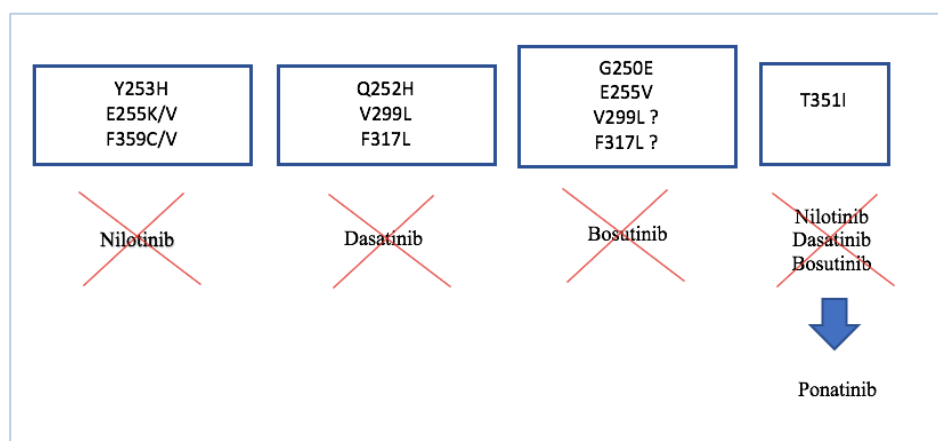 Y253H
E255K/V
F359C/V
Q252H
V299L
F317L
G250E
E255V
V299L ?
F317L ?
T351I
Nilotinib
Dasatinib
Bosutinib
Nilotinib
Dasatinib
Bosutinib
Ponatinib